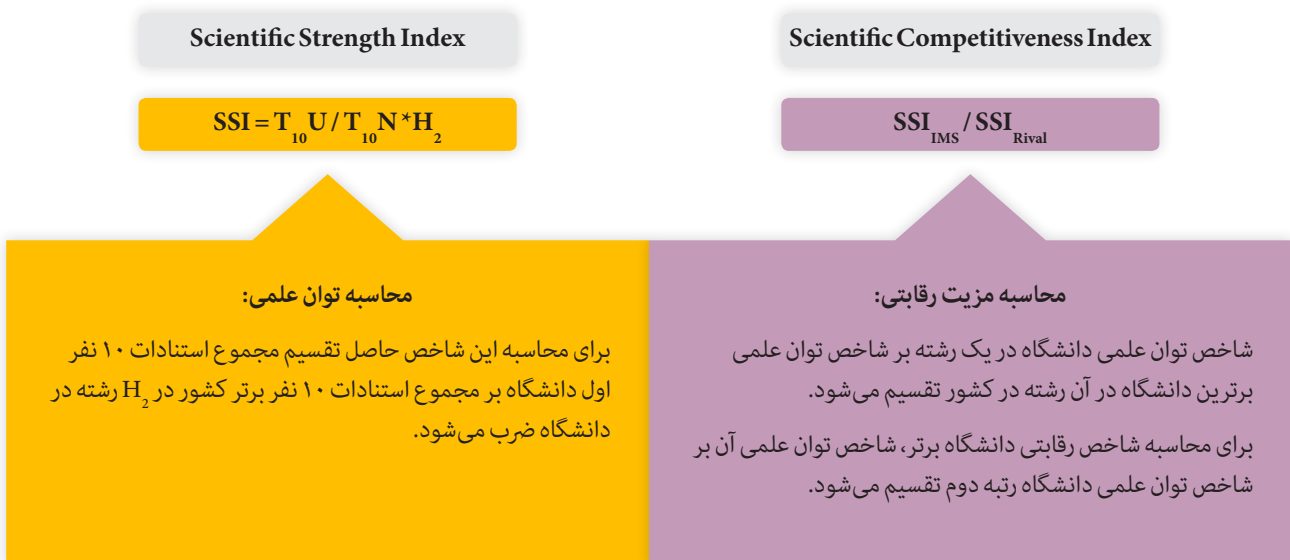 Scientific Strength Index
SSI = T₁₀U / T₁₀N *H₂
محاسبه توان علمی:
برای محاسبه این شاخص حاصل تقسیم مجموع استنادات ۱۰ نفر
اول دانشگاه بر مجموع استنادات ۱۰ نفر برتر کشور در H₂ رشته در
دانشگاه ضرب می‌شود.
Scientific Competitiveness Index
SSI_IMS / SSI_Rival
محاسبه مزیت رقابتی:
شاخص توان علمی دانشگاه در یک رشته بر شاخص توان علمی
برترین دانشگاه در آن رشته در کشور تقسیم می‌شود.
برای محاسبه شاخص رقابتی دانشگاه برتر، شاخص توان علمی آن بر
شاخص توان علمی دانشگاه رتبه دوم تقسیم می‌شود.